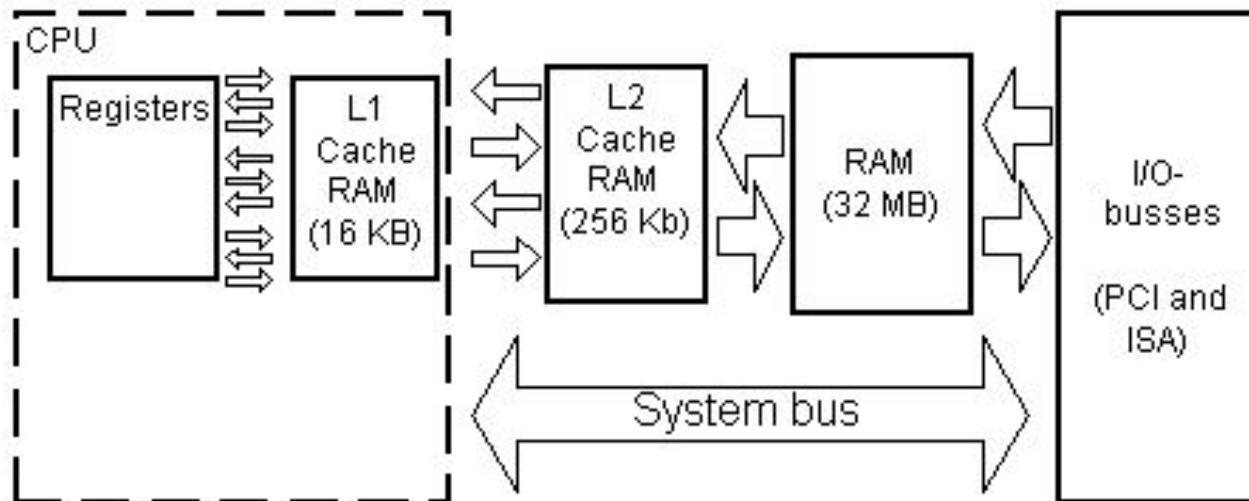 CPU
Registers
L1
Cache
RAM
(16 KB)
L2
Cache
RAM
(256 Kb)
RAM
(32 MB)
I/O-
busses
(PCI and
ISA)
System bus